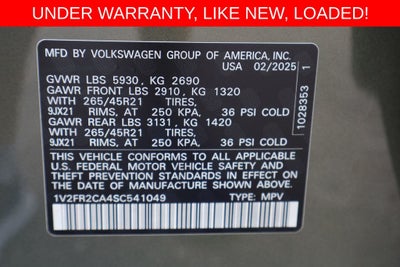 UNDER WARRANTY, LIKE NEW, LOADED!
MFD BY VOLKSWAGEN GROUP OF AMERICA, INC.
USA 02/2025
GVWR LBS 5930, KG 2690
GAWR FRONT LBS 2910, KG 1320
WITH 265/45R21 TIRES,
9JX21 RIMS, AT 250 KPA, 36 PSI COLD
GAWR REAR LBS 3131, KG 1420
WITH 265/45R21 TIRES,
9JX21 RIMS, AT 250 KPA, 36 PSI COLD
THIS VEHICLE CONFORMS TO ALL APPLICABLE
U.S. FEDERAL MOTOR VEHICLE SAFETY AND
THEFT PREVENTION STANDARDS IN EFFECT ON THE
DATE OF MANUFACTURE SHOWN ABOVE
1V2FR2CA4SC541049 TYPE: MPV
1028353 1